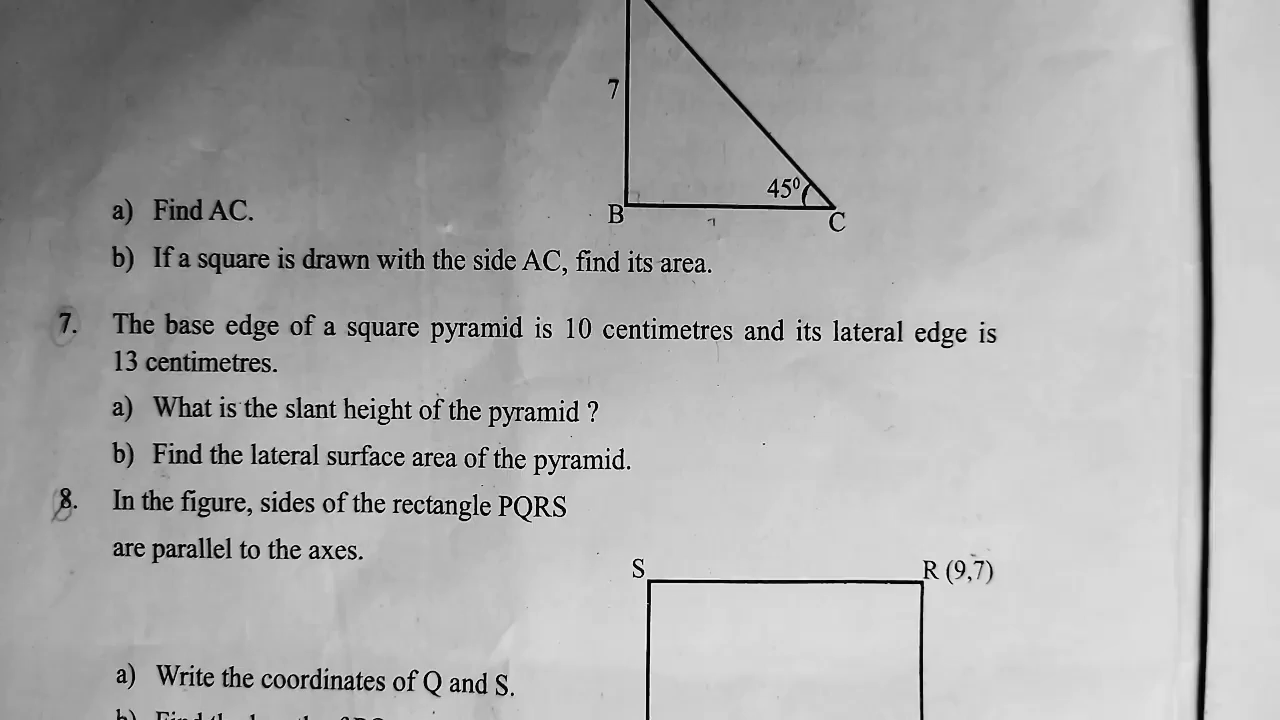 7
45⁰
B
C
7
a) Find AC.
b) If a square is drawn with the side AC, find its area.
7. The base edge of a square pyramid is 10 centimetres and its lateral edge is
13 centimetres.
a) What is the slant height of the pyramid ?
b) Find the lateral surface area of the pyramid.
8. In the figure, sides of the rectangle PQRS
are parallel to the axes.
S
R (9,7)
a) Write the coordinates of Q and S.
b) Find